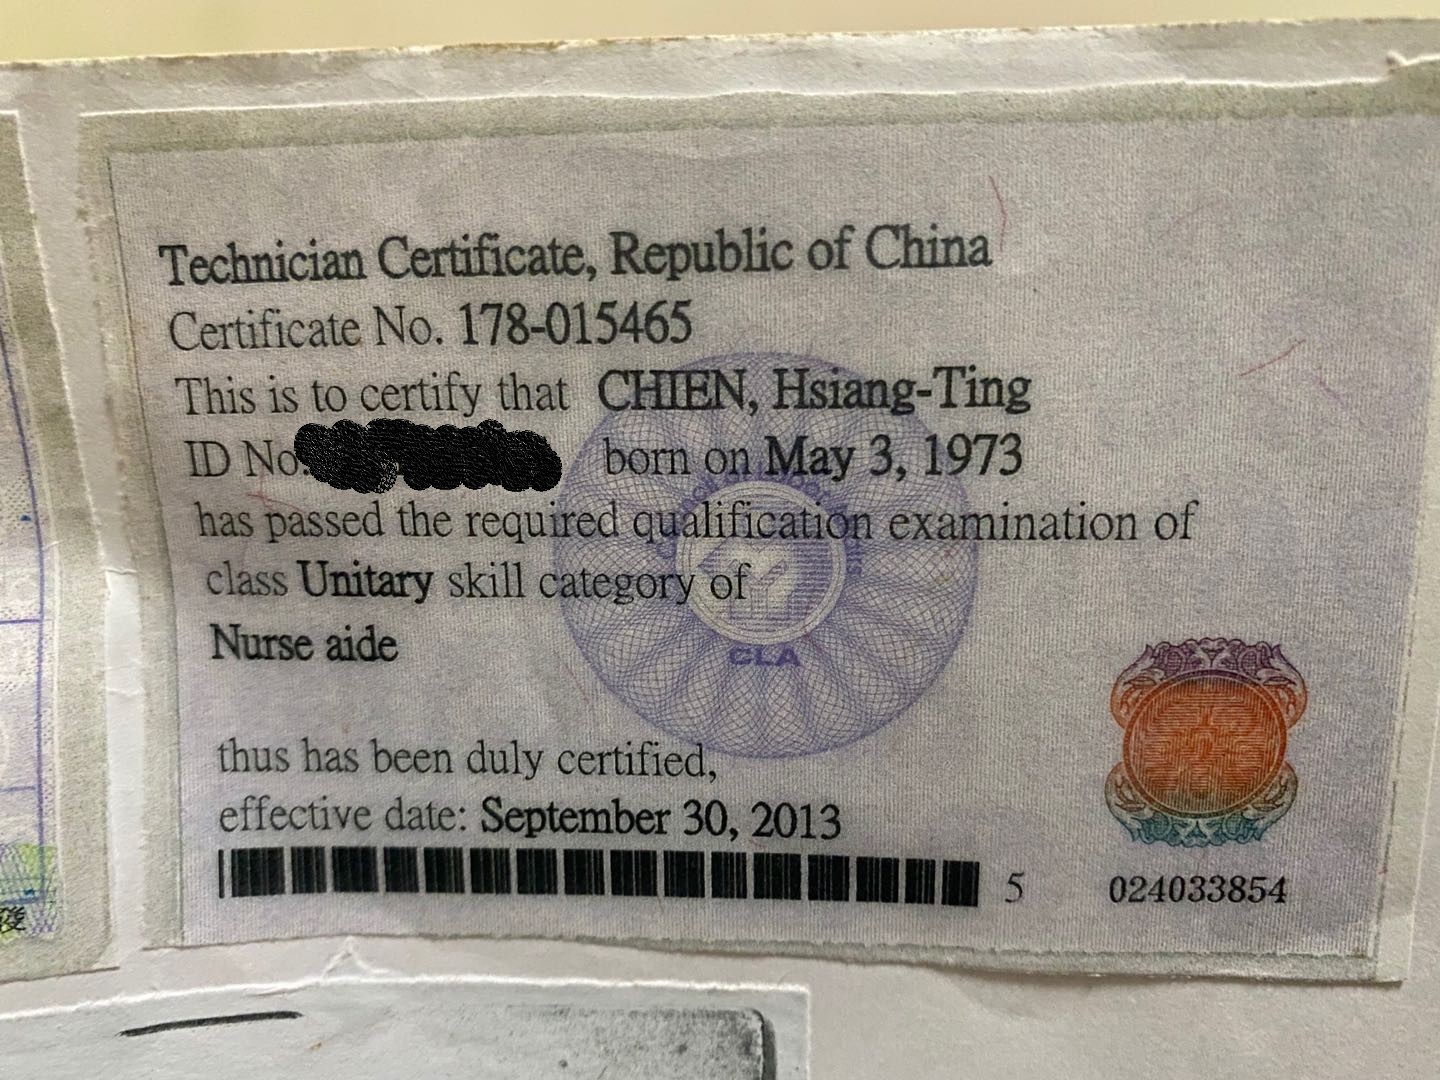 Technician Certificate, Republic of China
Certificate No. 178-015465
This is to certify that CHIEN, Hsiang-Ting
ID No. born on May 3, 1973
has passed the required qualification examination of
class Unitary skill category of
Nurse aide
CLA
thus has been duly certified,
effective date: September 30, 2013
5 024033854